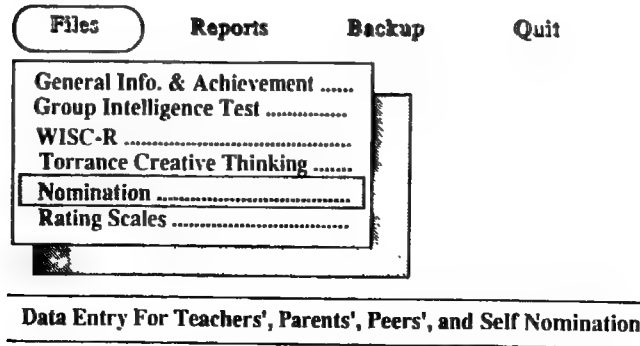 Files Reports Backup Quit
General Info. & Achievement ......
Group Intelligence Test ...............
WISC-R ..........................................
Torrance Creative Thinking .......
Nomination ...................................
Rating Scales ................................
Data Entry For Teachers', Parents', Peers', and Self Nomination